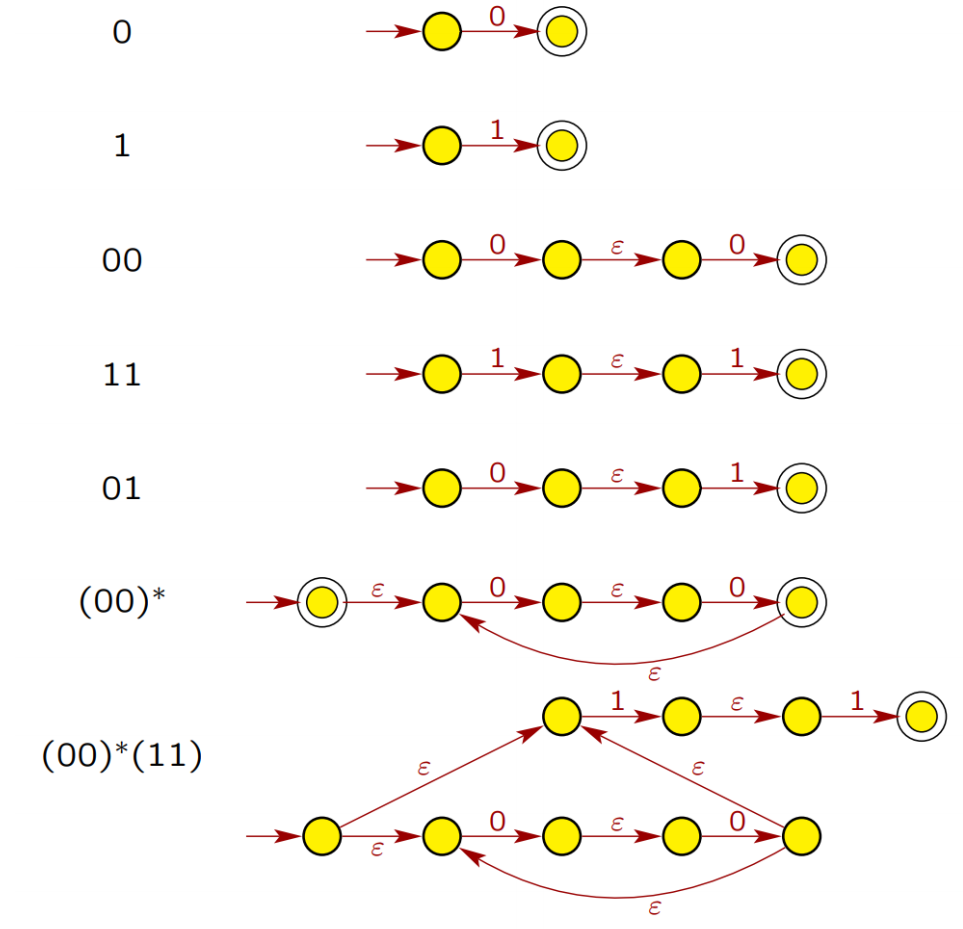 0 0
1 1
00 0 ε 0
11 1 ε 1
01 0 ε 1
(00)* ε 0 ε 0
ε
1 ε 1
(00)*(11)
ε ε
0 ε 0
ε
ε